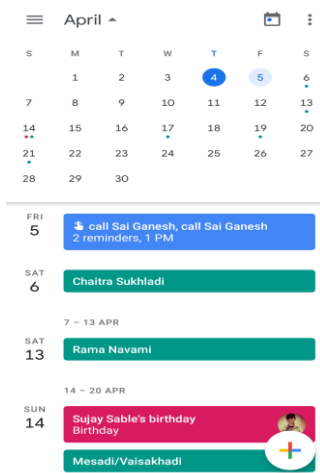 April
S M T W T F S
1 2 3 4 5 6
7 8 9 10 11 12 13
14 15 16 17 18 19 20
21 22 23 24 25 26 27
28 29 30
FRI
5
call Sai Ganesh, call Sai Ganesh
2 reminders, 1 PM
SAT
6
Chaitra Sukhladi
7 – 13 APR
SAT
13
Rama Navami
14 – 20 APR
SUN
14
Sujay Sable's birthday
Birthday
Mesadi/Vaisakhadi